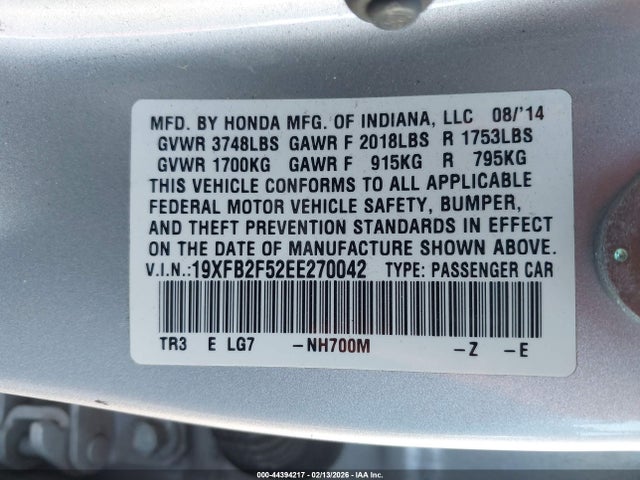 MFD. BY HONDA MFG. OF INDIANA, LLC 08/'14
GVWR 3748LBS GAWR F 2018LBS R 1753LBS
GVWR 1700KG GAWR F 915KG R 795KG
THIS VEHICLE CONFORMS TO ALL APPLICABLE
FEDERAL MOTOR VEHICLE SAFETY, BUMPER,
AND THEFT PREVENTION STANDARDS IN EFFECT
ON THE DATE OF MANUFACTURE SHOWN ABOVE.
V.I.N.:19XFB2F52EE270042 TYPE: PASSENGER CAR
TR3 E LG7 -NH700M -Z -E
000-44394217 - 02/13/2026 - IAA Inc.